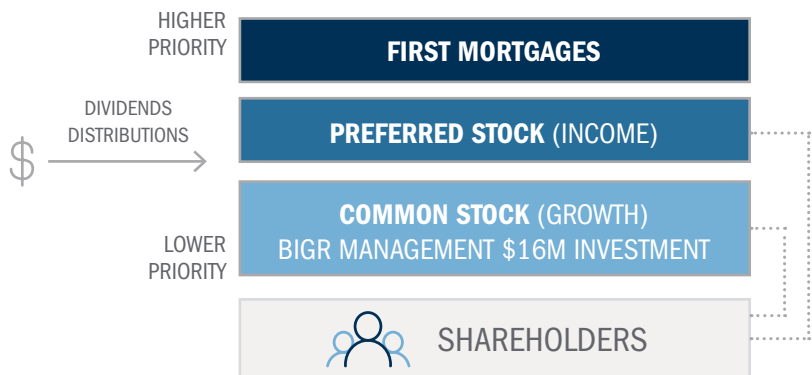 HIGHER
PRIORITY
FIRST MORTGAGES
DIVIDENDS
DISTRIBUTIONS
$
PREFERRED STOCK (INCOME)
COMMON STOCK (GROWTH)
BIGR MANAGEMENT $16M INVESTMENT
LOWER
PRIORITY
SHAREHOLDERS